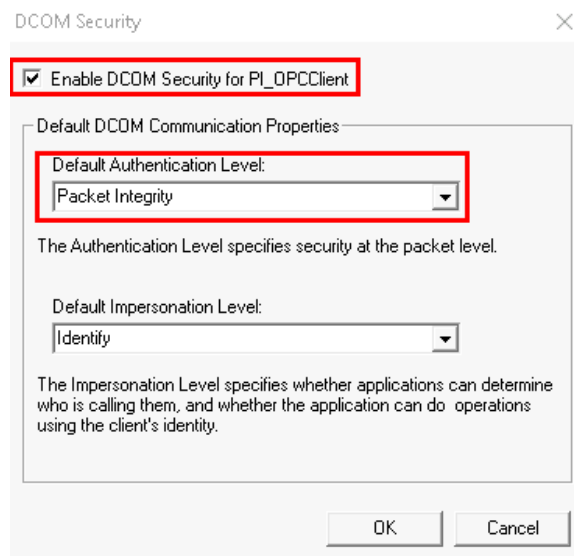 DCOM Security
Enable DCOM Security for PI_OPCClient
Default DCOM Communication Properties
Default Authentication Level:
Packet Integrity
The Authentication Level specifies security at the packet level.
Default Impersonation Level:
Identify
The Impersonation Level specifies whether applications can determine
who is calling them, and whether the application can do operations
using the client's identity.
OK
Cancel